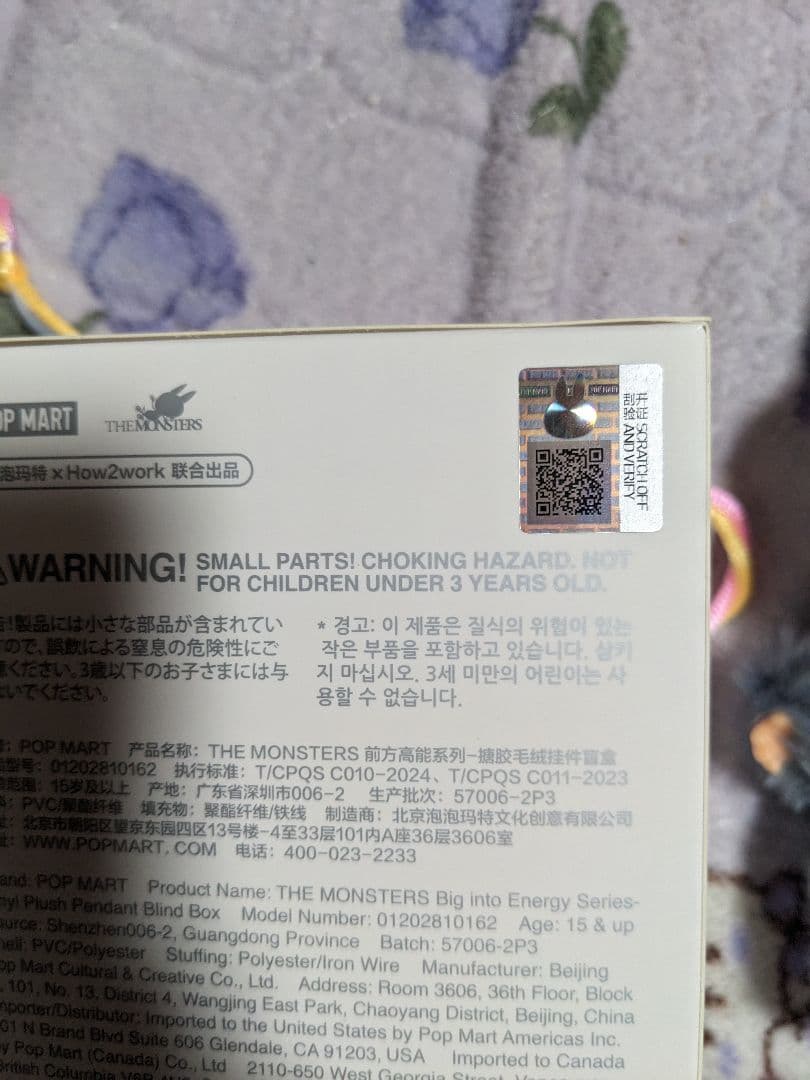 POP MART
THE MONSTERS
泡玛特×How2work 联合出品
开运 SCRATCH OFF
刮验 AND VERIFY
WARNING! SMALL PARTS! CHOKING HAZARD. NOT
FOR CHILDREN UNDER 3 YEARS OLD.
!製品には小さな部品が含まれてい
ので、誤飲による窒息の危険性にご
ください。3歳以下のお子さまには与
いでください。
* 경고: 이 제품은 질식의 위험이 있는
작은 부품을 포함하고 있습니다. 삼키
지 마십시오. 3세 미만의 어린이는 사
용할 수 없습니다.
: POP MART 产品名称: THE MONSTERS 前方高能系列-搪胶毛绒挂件盲盒
型号: 01202810162 执行标准: T/CPQS C010-2024、T/CPQS C011-2023
范围: 15岁及以上 产地: 广东省深圳市006-2 生产批次: 57006-2P3
: PVC/聚酯纤维 填充物: 聚酯纤维/铁线 制造商: 北京泡泡玛特文化创意有限公司
: 北京市朝阳区望京东园四区13号楼-4至33层101内A座36层3606室
: WWW.POPMART.COM 电话: 400-023-2233
and: POP MART Product Name: THE MONSTERS Big into Energy Series-
nyl Plush Pendant Blind Box Model Number: 01202810162 Age: 15 & up
ource: Shenzhen006-2, Guangdong Province Batch: 57006-2P3
hell: PVC/Polyester Stuffing: Polyester/Iron Wire Manufacturer: Beijing
op Mart Cultural & Creative Co., Ltd. Address: Room 3606, 36th Floor, Block
101, No. 13, District 4, Wangjing East Park, Chaoyang District, Beijing, China
mporter/Distributor: Imported to the United States by Pop Mart Americas Inc.
01 N Brand Blvd Suite 606 Glendale, CA 91203, USA Imported to Canada
y Pop Mart (Canada) Co., Ltd 2110-650 West Georgia Street,
British Columbia